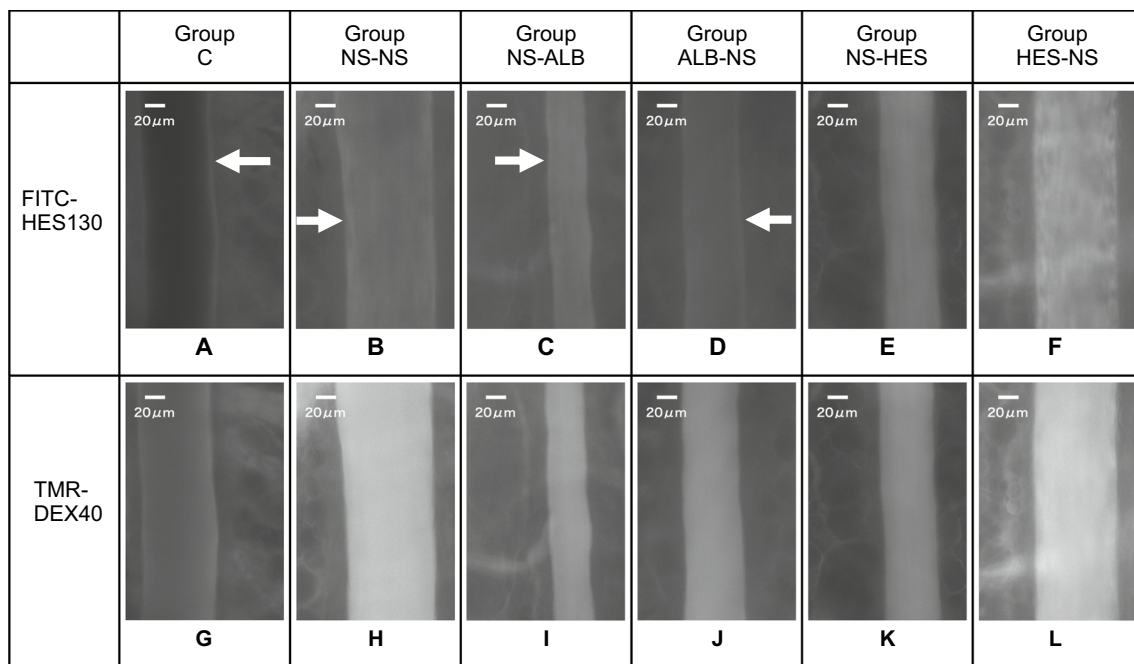 Group
C
Group
NS-NS
Group
NS-ALB
Group
ALB-NS
Group
NS-HES
Group
HES-NS
FITC-
HES130
20μm
20μm
20μm
20μm
20μm
20μm
A
B
C
D
E
F
TMR-
DEX40
20μm
20μm
20μm
20μm
20μm
20μm
G
H
I
J
K
L